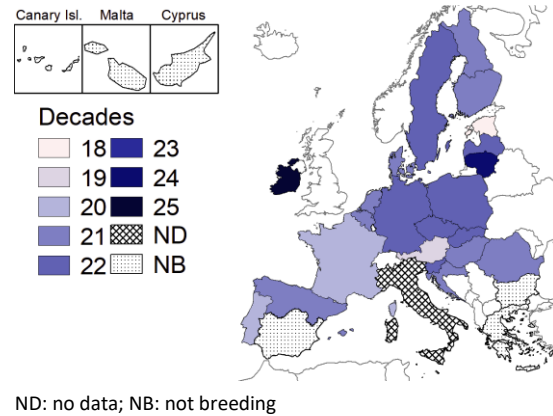 Canary Isl. Malta Cyprus
Decades
18 23
19 24
20 25
21 ND
22 NB
ND: no data; NB: not breeding